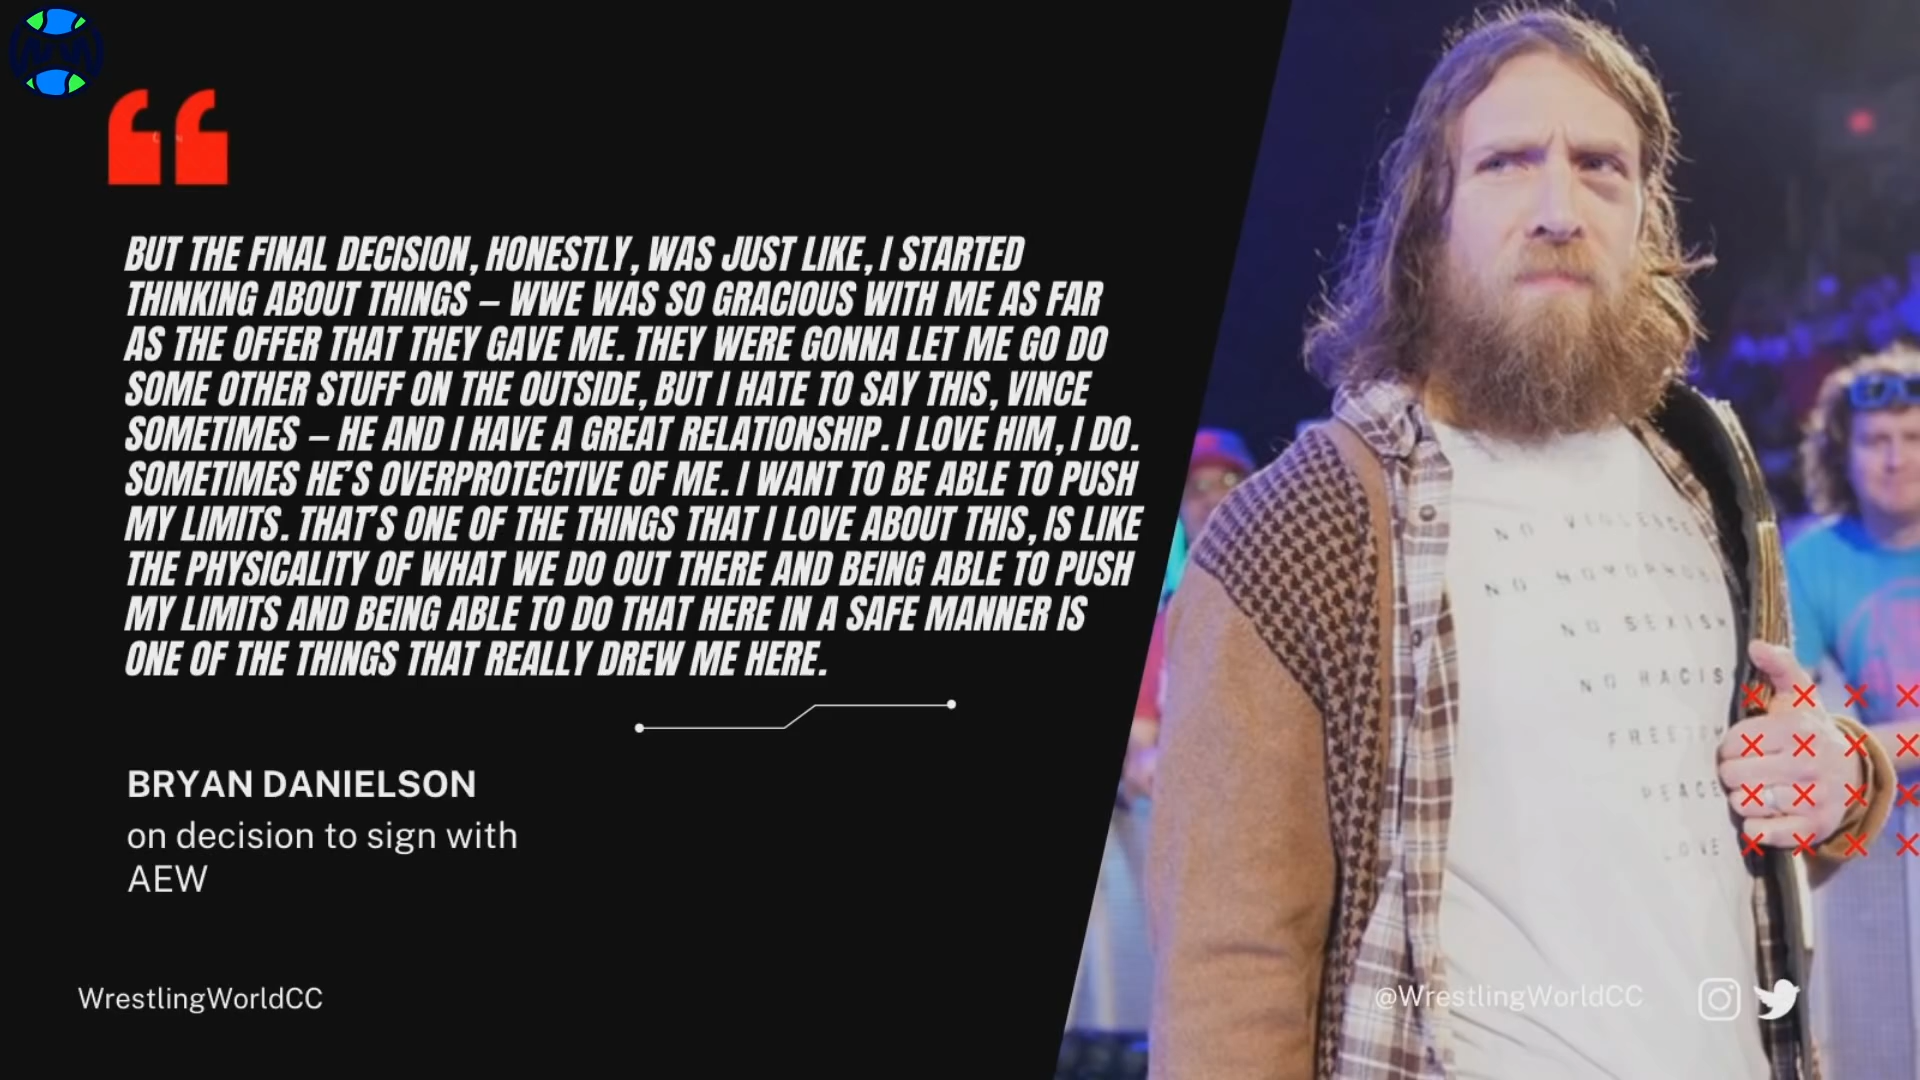 BUT THE FINAL DECISION, HONESTLY, WAS JUST LIKE, I STARTED
THINKING ABOUT THINGS – WWE WAS SO GRACIOUS WITH ME AS FAR
AS THE OFFER THAT THEY GAVE ME. THEY WERE GONNA LET ME GO DO
SOME OTHER STUFF ON THE OUTSIDE, BUT I HATE TO SAY THIS, VINCE
SOMETIMES – HE AND I HAVE A GREAT RELATIONSHIP. I LOVE HIM, I DO.
SOMETIMES HE'S OVERPROTECTIVE OF ME. I WANT TO BE ABLE TO PUSH
MY LIMITS. THAT'S ONE OF THE THINGS THAT I LOVE ABOUT THIS, IS LIKE
THE PHYSICALITY OF WHAT WE DO OUT THERE AND BEING ABLE TO PUSH
MY LIMITS AND BEING ABLE TO DO THAT HERE IN A SAFE MANNER IS
ONE OF THE THINGS THAT REALLY DREW ME HERE.
BRYAN DANIELSON
on decision to sign with
AEW
WrestlingWorldCC
NO VIOLENCE
NO HOMOPHOBI
NO SEXISM
NO RACIS
FREEDOM
PEACE
LOVE
@WrestlingWorldCC